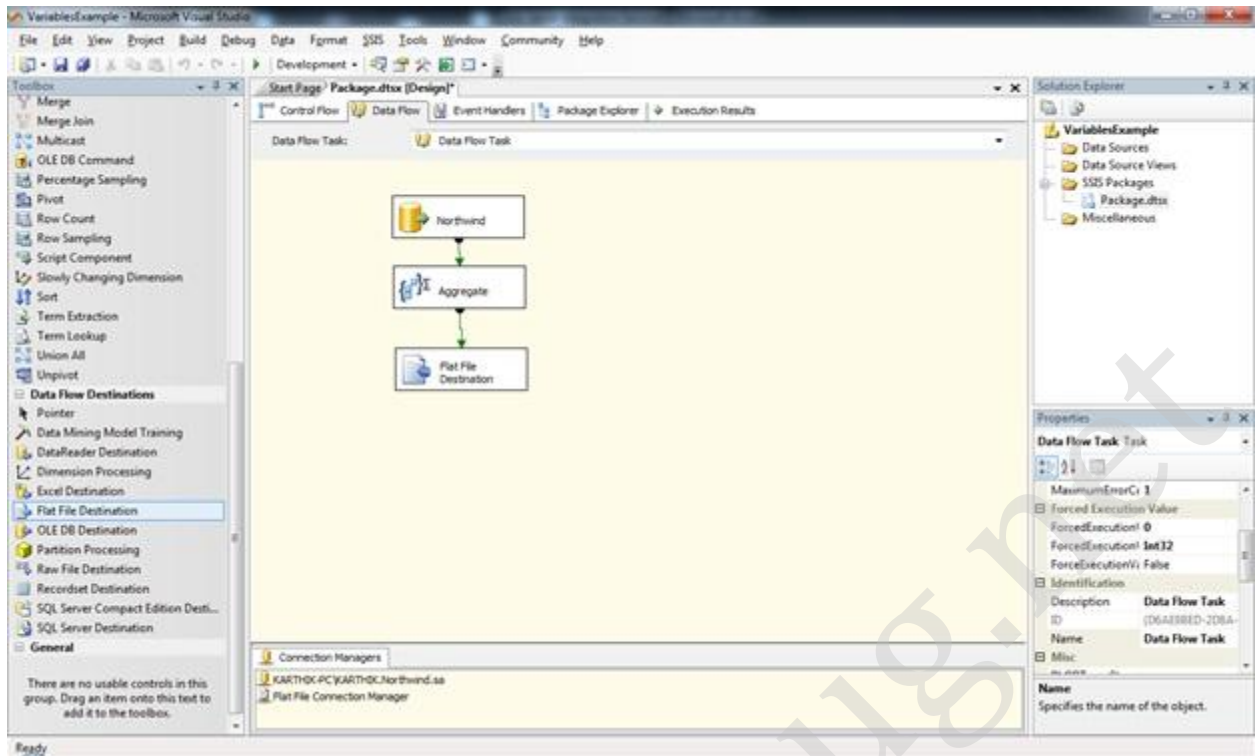 VariablesExample - Microsoft Visual Studio
File Edit View Project Build Debug Data Format SSIS Tools Window Community Help
Development
Toolbox
Merge
Merge Join
Multicast
OLE DB Command
Percentage Sampling
Pivot
Row Count
Row Sampling
Script Component
Slowly Changing Dimension
Sort
Term Extraction
Term Lookup
Union All
Unpivot
Data Flow Destinations
Pointer
Data Mining Model Training
DataReader Destination
Dimension Processing
Excel Destination
Flat File Destination
OLE DB Destination
Partition Processing
Raw File Destination
Recordset Destination
SQL Server Compact Edition Desti...
SQL Server Destination
General
There are no usable controls in this
group. Drag an item onto this text to
add it to the toolbox.
Start Page Package.dtsx [Design]*
Control Flow Data Flow Event Handlers Package Explorer Execution Results
Data Flow Task: Data Flow Task
Northwind
Aggregate
Flat File
Destination
Connection Managers
KARTHIK-PC\KARTHIK.Northwind.sa
Flat File Connection Manager
Solution Explorer
VariablesExample
Data Sources
Data Source Views
SSIS Packages
Package.dtsx
Miscellaneous
Properties
Data Flow Task Task
MaximumErrorC 1
Forced Execution Value
ForcedExecution 0
ForcedExecution Int32
ForceExecutionV False
Identification
Description Data Flow Task
ID
Name Data Flow Task
Misc
Name
Specifies the name of the object.
Ready
ug.net